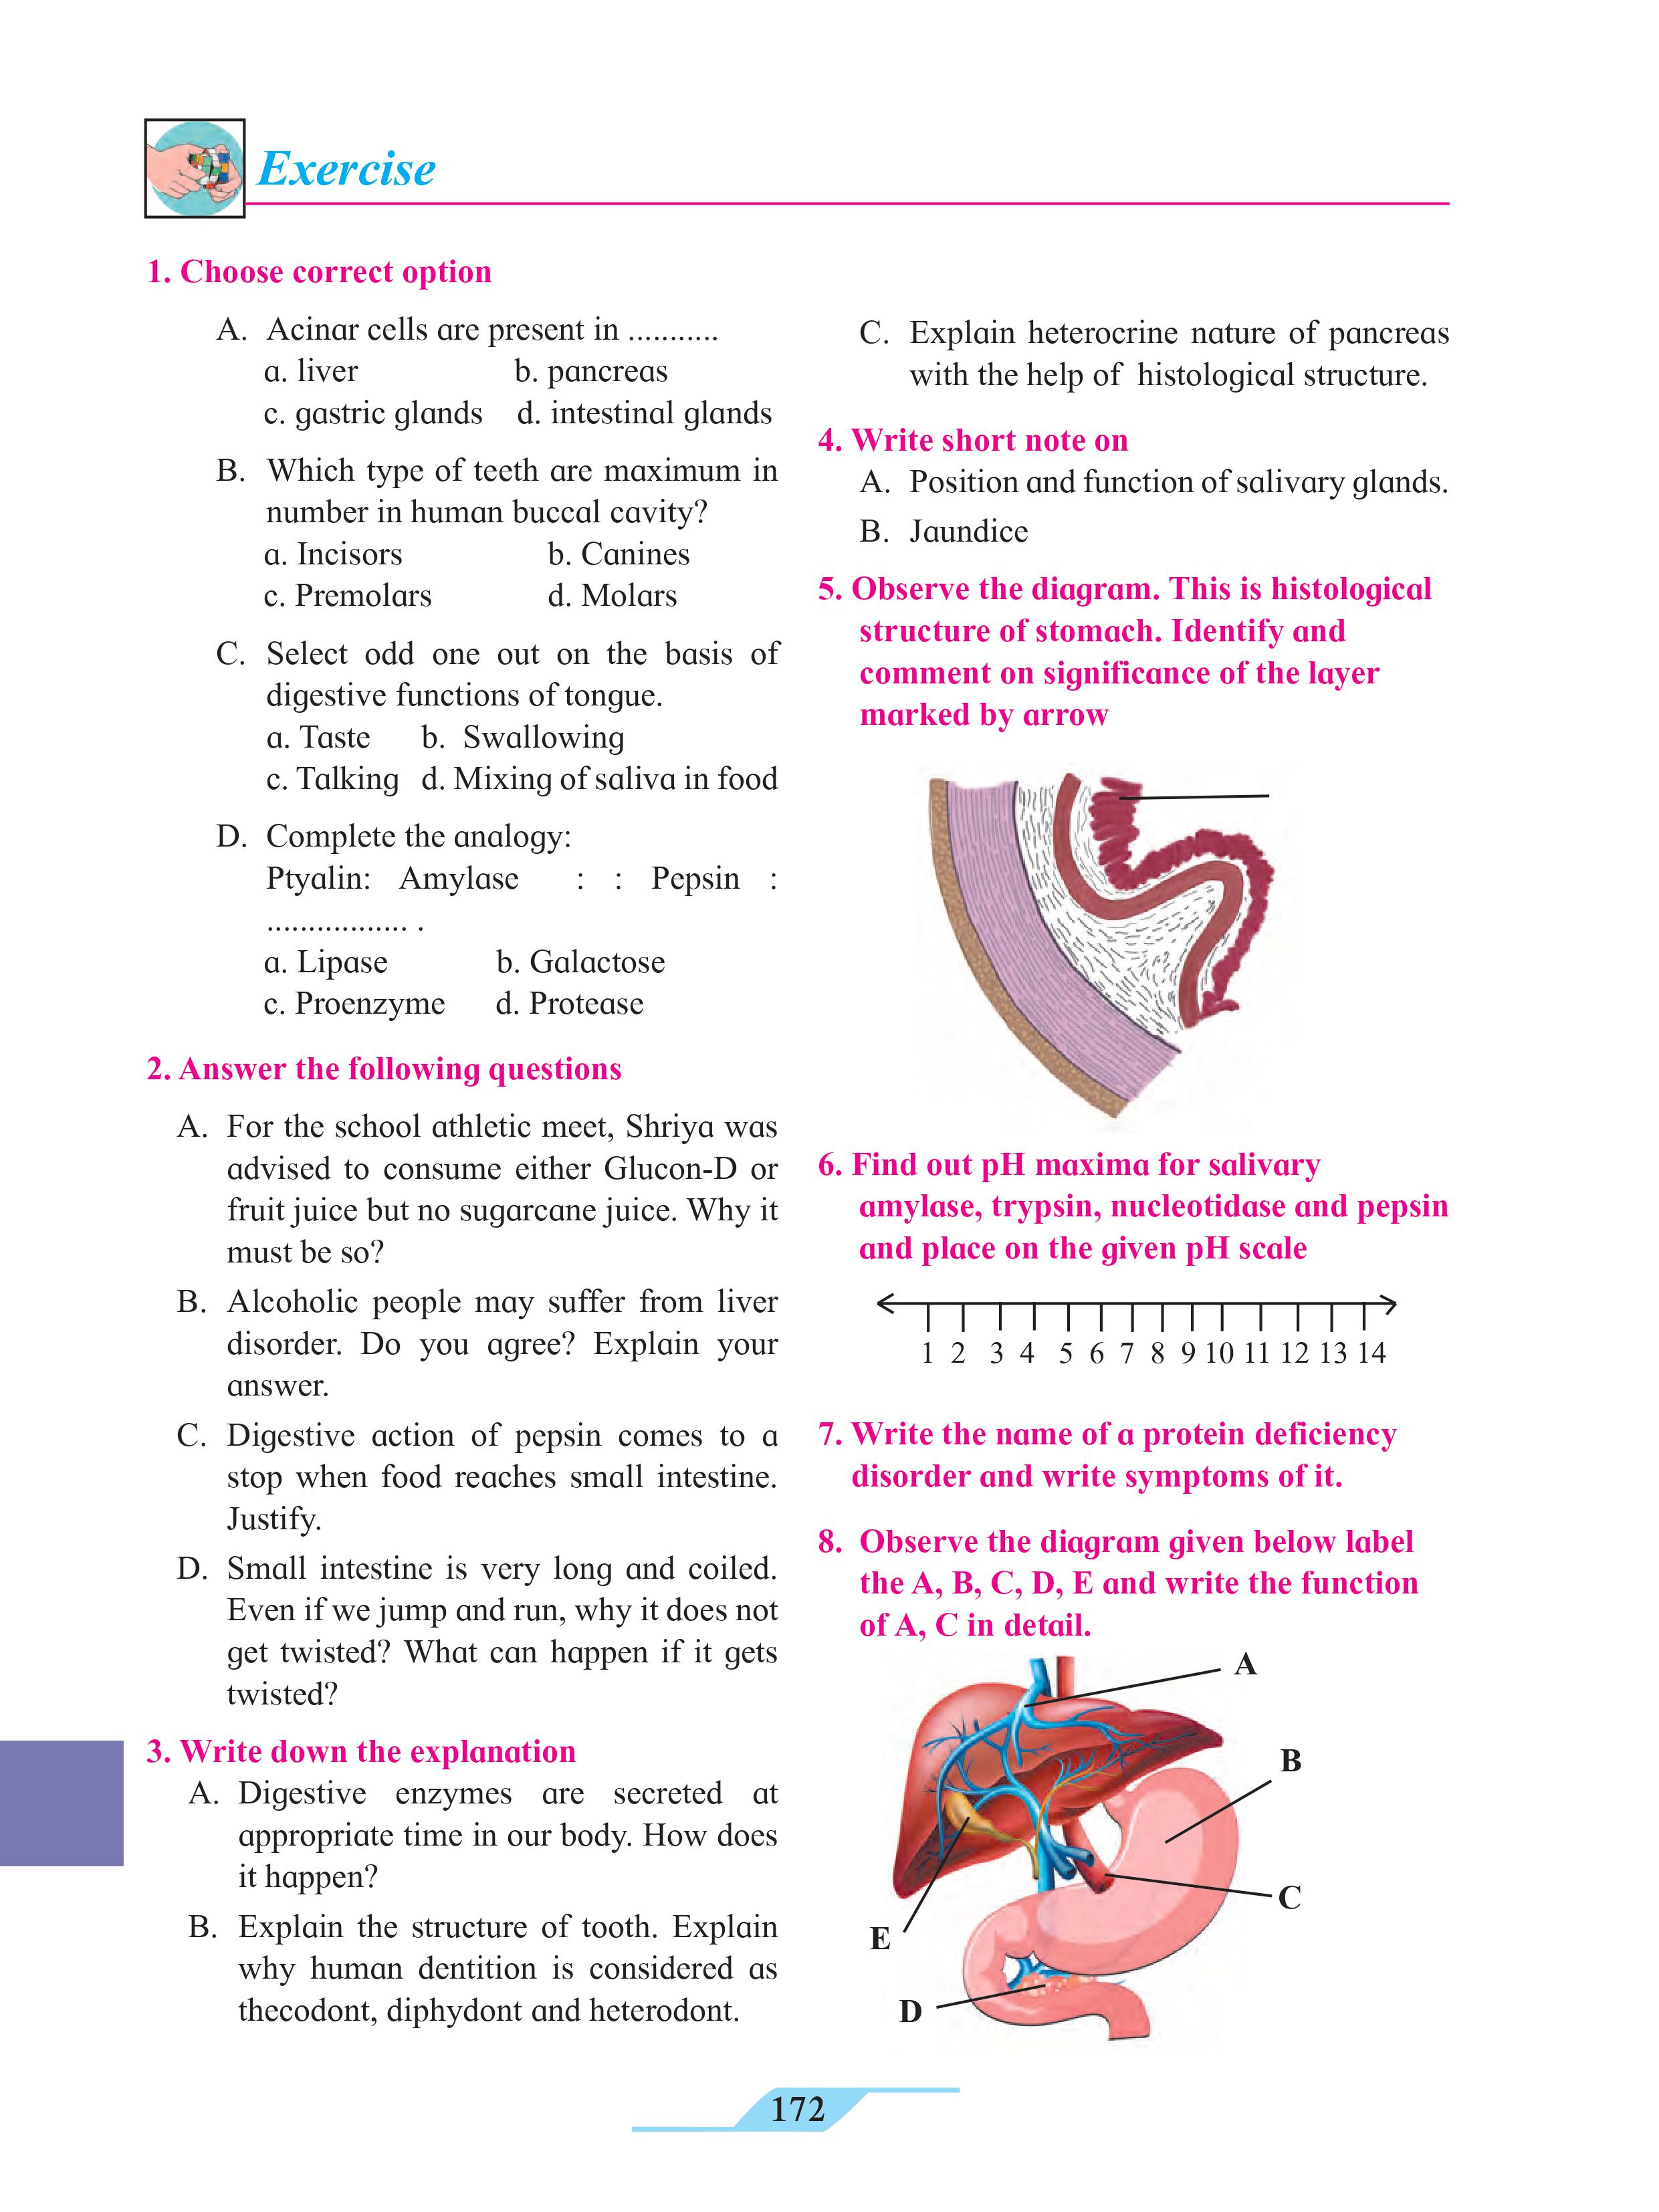 Exercise
1. Choose correct option
A. Acinar cells are present in ...........
a. liver b. pancreas
c. gastric glands d. intestinal glands
B. Which type of teeth are maximum in
number in human buccal cavity?
a. Incisors b. Canines
c. Premolars d. Molars
C. Select odd one out on the basis of
digestive functions of tongue.
a. Taste b. Swallowing
c. Talking d. Mixing of saliva in food
D. Complete the analogy:
Ptyalin: Amylase : : Pepsin :
................. .
a. Lipase b. Galactose
c. Proenzyme d. Protease
2. Answer the following questions
A. For the school athletic meet, Shriya was
advised to consume either Glucon-D or
fruit juice but no sugarcane juice. Why it
must be so?
B. Alcoholic people may suffer from liver
disorder. Do you agree? Explain your
answer.
C. Digestive action of pepsin comes to a
stop when food reaches small intestine.
Justify.
D. Small intestine is very long and coiled.
Even if we jump and run, why it does not
get twisted? What can happen if it gets
twisted?
3. Write down the explanation
A. Digestive enzymes are secreted at
appropriate time in our body. How does
it happen?
B. Explain the structure of tooth. Explain
why human dentition is considered as
thecodont, diphydont and heterodont.
C. Explain heterocrine nature of pancreas
with the help of histological structure.
4. Write short note on
A. Position and function of salivary glands.
B. Jaundice
5. Observe the diagram. This is histological
structure of stomach. Identify and
comment on significance of the layer
marked by arrow
6. Find out pH maxima for salivary
amylase, trypsin, nucleotidase and pepsin
and place on the given pH scale
1 2 3 4 5 6 7 8 9 10 11 12 13 14
7. Write the name of a protein deficiency
disorder and write symptoms of it.
8. Observe the diagram given below label
the A, B, C, D, E and write the function
of A, C in detail.
A
B
C
E
D
172